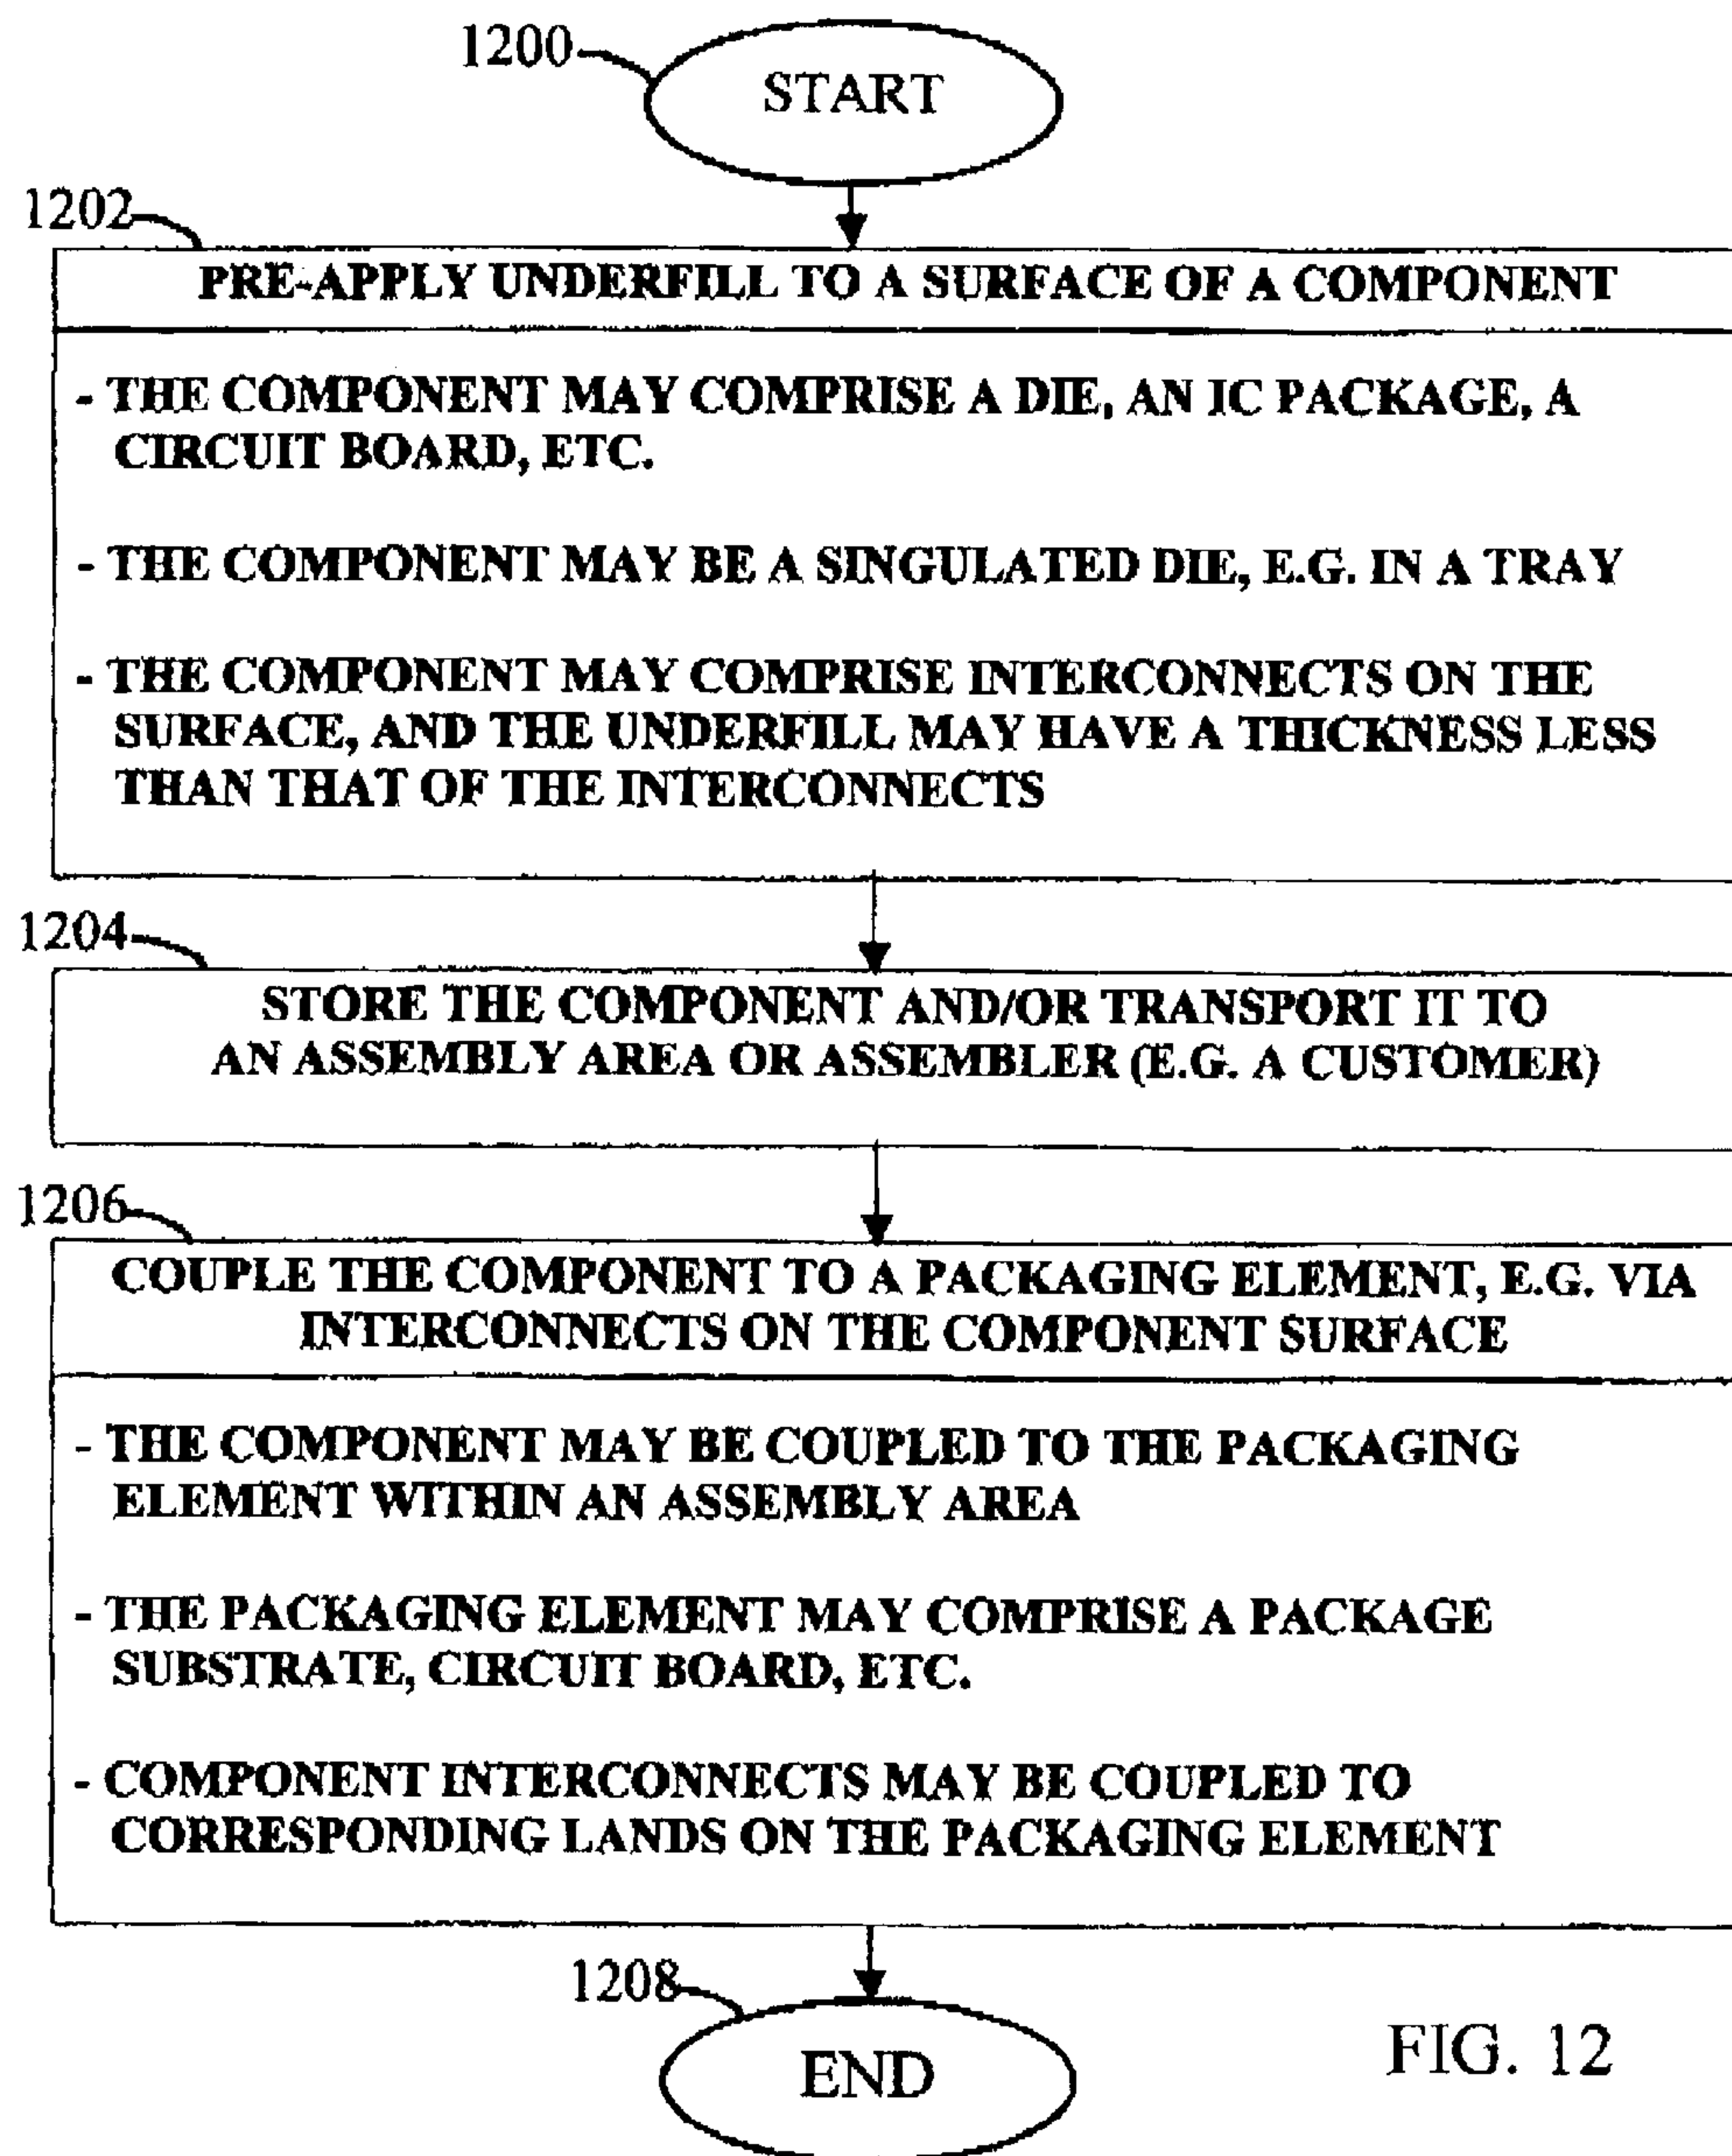 1200
START
1202
PRE-APPLY UNDERFILL TO A SURFACE OF A COMPONENT
- THE COMPONENT MAY COMPRISE A DIE, AN IC PACKAGE, A
CIRCUIT BOARD, ETC.
- THE COMPONENT MAY BE A SINGULATED DIE, E.G. IN A TRAY
- THE COMPONENT MAY COMPRISE INTERCONNECTS ON THE
SURFACE, AND THE UNDERFILL MAY HAVE A THICKNESS LESS
THAN THAT OF THE INTERCONNECTS
1204
STORE THE COMPONENT AND/OR TRANSPORT IT TO
AN ASSEMBLY AREA OR ASSEMBLER (E.G. A CUSTOMER)
1206
COUPLE THE COMPONENT TO A PACKAGING ELEMENT, E.G. VIA
INTERCONNECTS ON THE COMPONENT SURFACE
- THE COMPONENT MAY BE COUPLED TO THE PACKAGING
ELEMENT WITHIN AN ASSEMBLY AREA
- THE PACKAGING ELEMENT MAY COMPRISE A PACKAGE
SUBSTRATE, CIRCUIT BOARD, ETC.
- COMPONENT INTERCONNECTS MAY BE COUPLED TO
CORRESPONDING LANDS ON THE PACKAGING ELEMENT
1208
END
FIG. 12